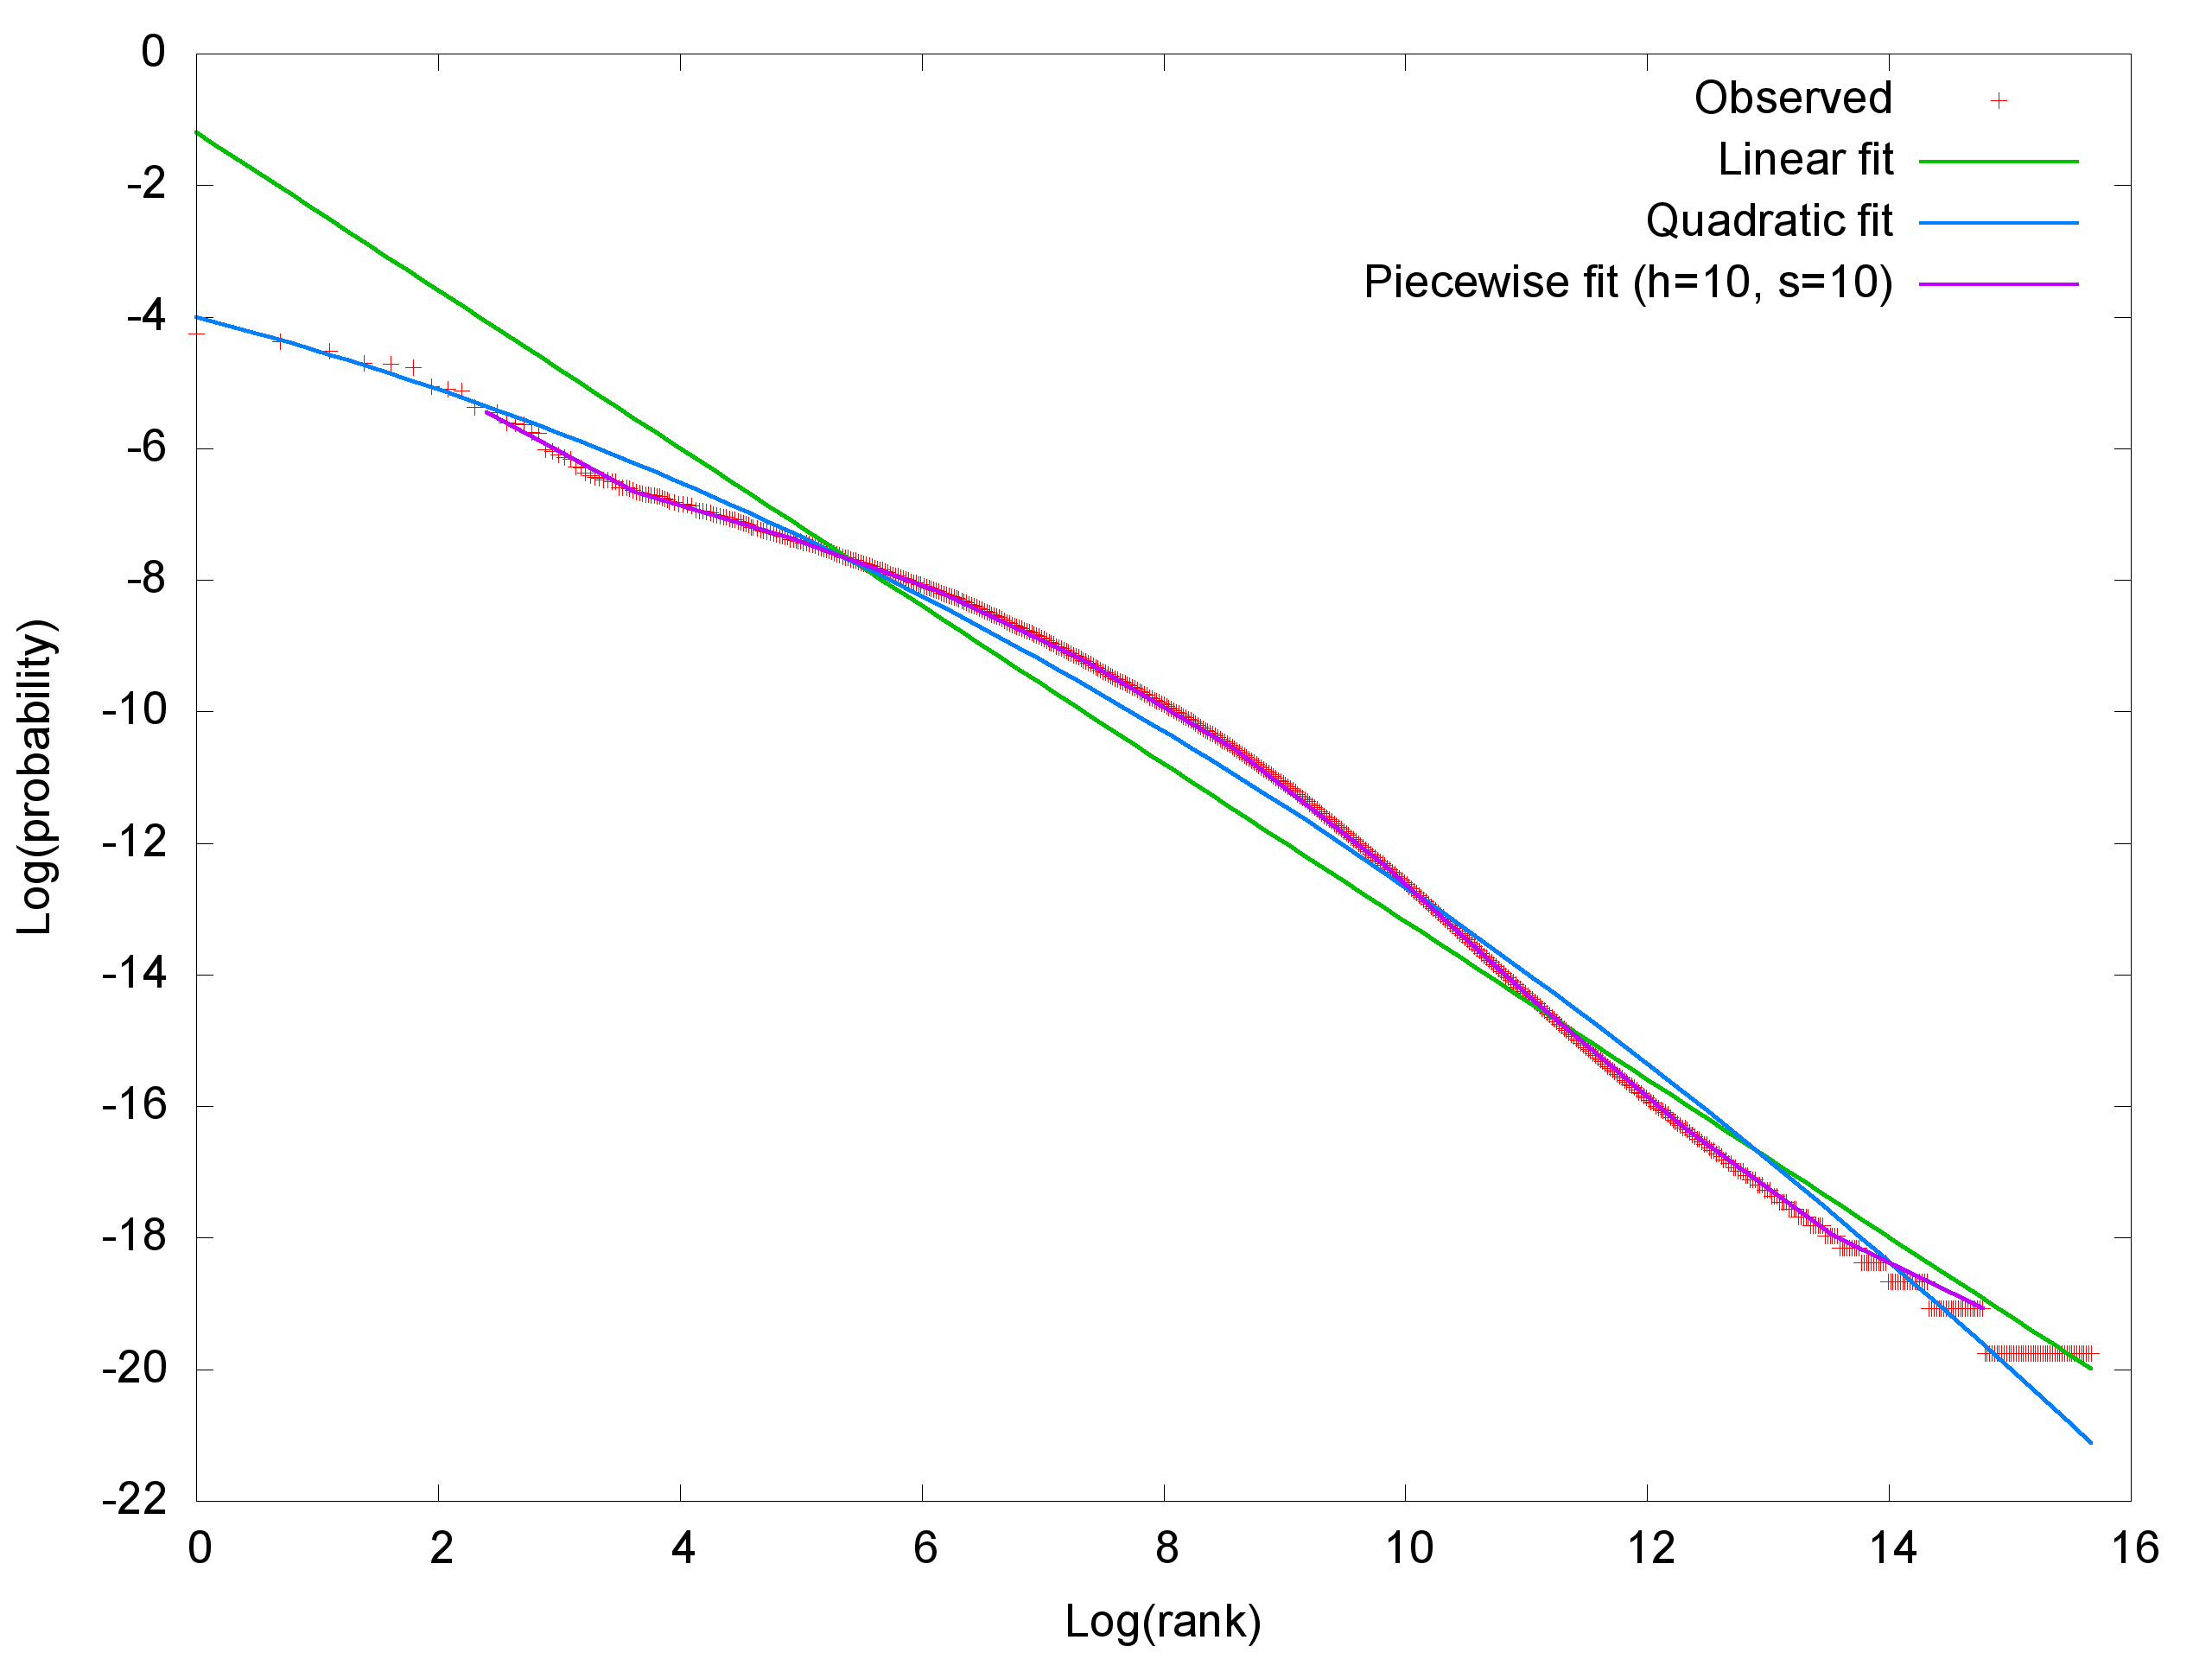 0
-2
-4
-6
-8
-10
-12
-14
-16
-18
-20
-22
0 2 4 6 8 10 12 14 16
Log(probability)
Log(rank)
Observed
Linear fit
Quadratic fit
Piecewise fit (h=10, s=10)